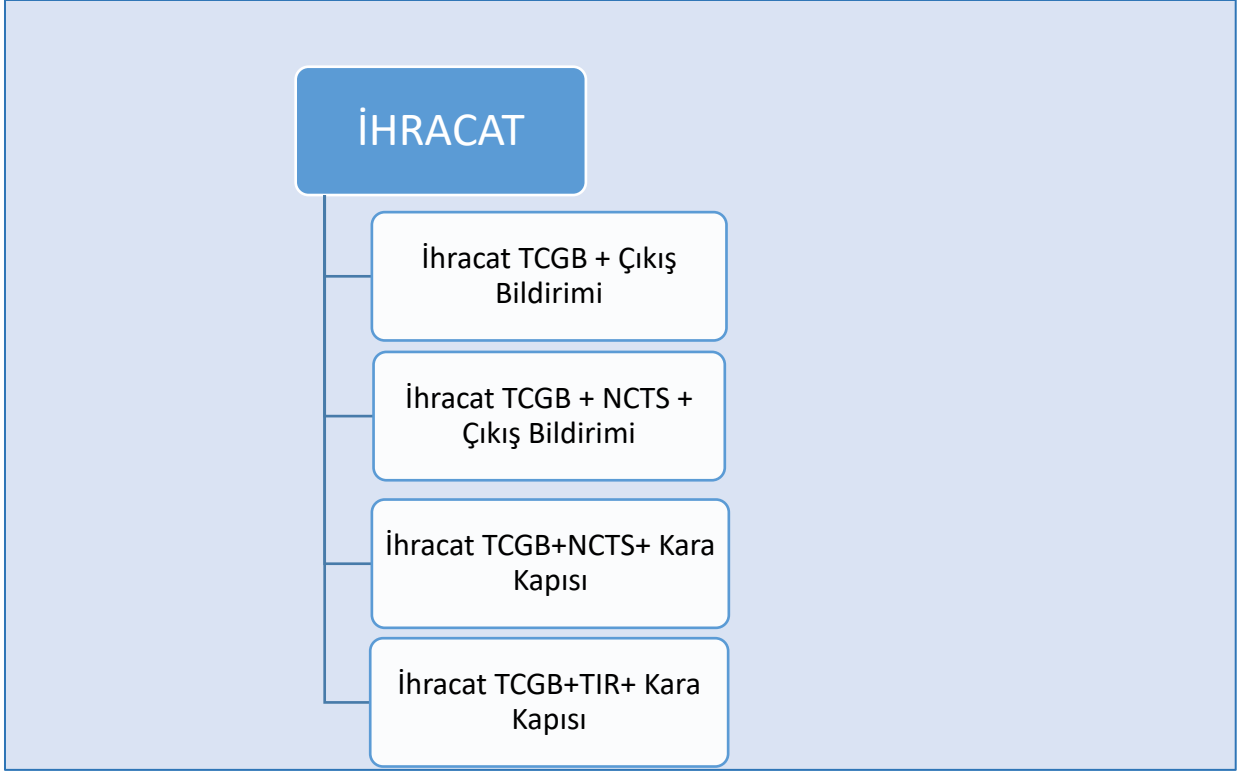 İHRACAT
İhracat TCGB + Çıkış
Bildirimi
İhracat TCGB + NCTS +
Çıkış Bildirimi
İhracat TCGB+NCTS+ Kara
Kapısı
İhracat TCGB+TIR+ Kara
Kapısı